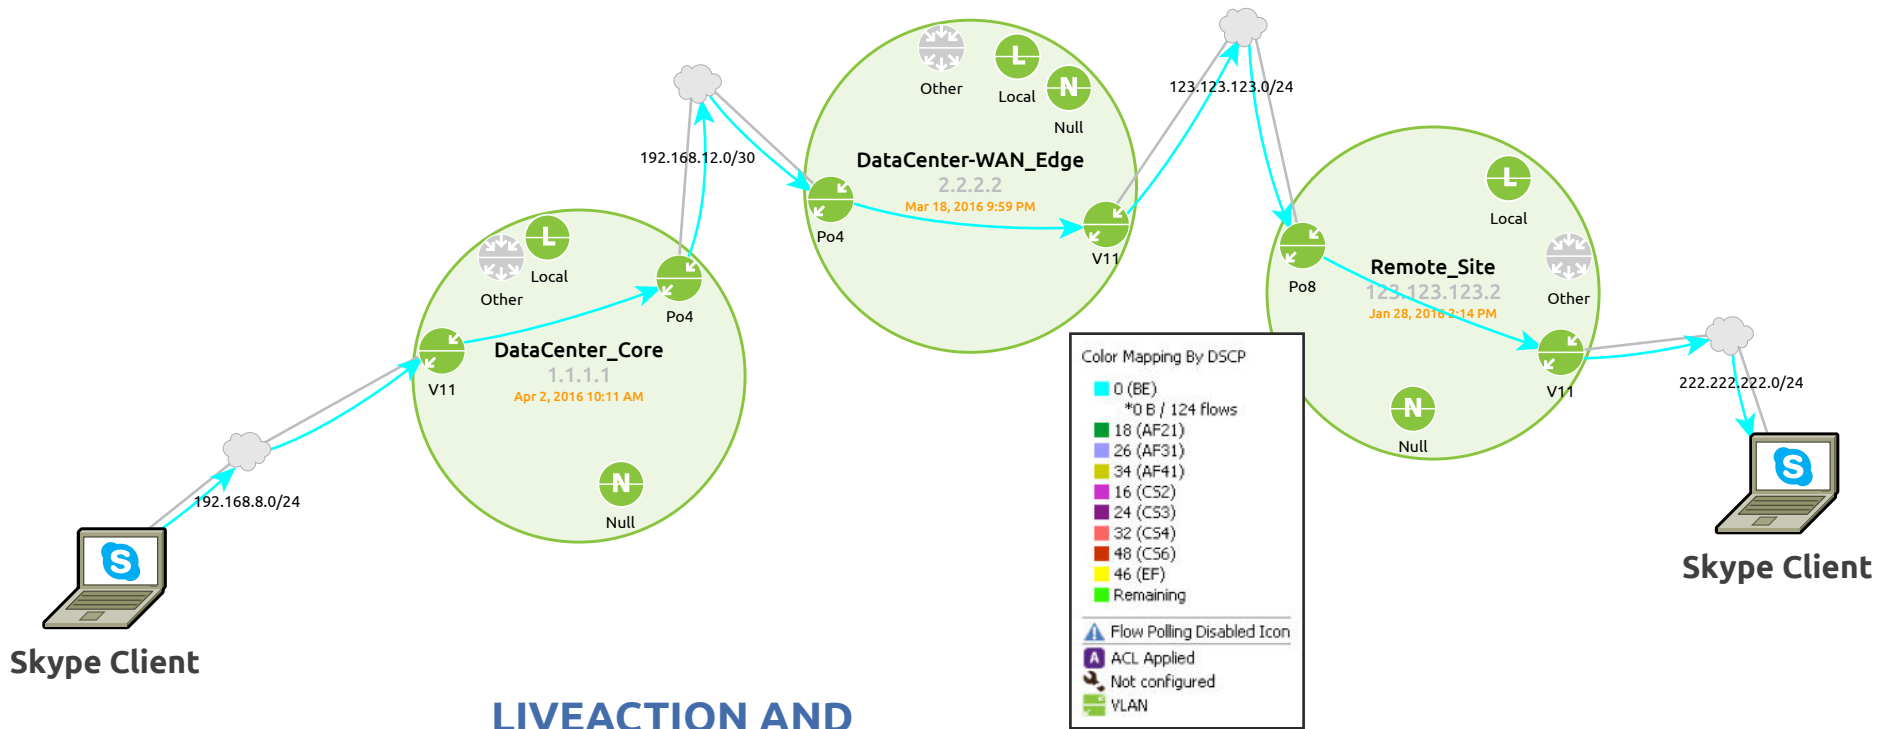 192.168.8.0/24
Skype Client
Other
L
Local
V11
Po4
DataCenter_Core
1.1.1.1
Apr 2, 2016 10:11 AM
N
Null
192.168.12.0/30
Other
L
Local
N
Null
DataCenter-WAN_Edge
2.2.2.2
Mar 18, 2016 9:59 PM
Po4
V11
123.123.123.0/24
L
Local
Other
Po8
Remote_Site
123.123.123.2
Jan 28, 2016 2:14 PM
V11
N
Null
222.222.222.0/24
S
Skype Client
S
Color Mapping By DSCP
0 (BE)
*0 B / 124 flows
18 (AF21)
26 (AF31)
34 (AF41)
16 (CS2)
24 (CS3)
32 (CS4)
48 (CS6)
46 (EF)
Remaining
Flow Polling Disabled Icon
A ACL Applied
Not configured
VLAN
LIVEACTION AND